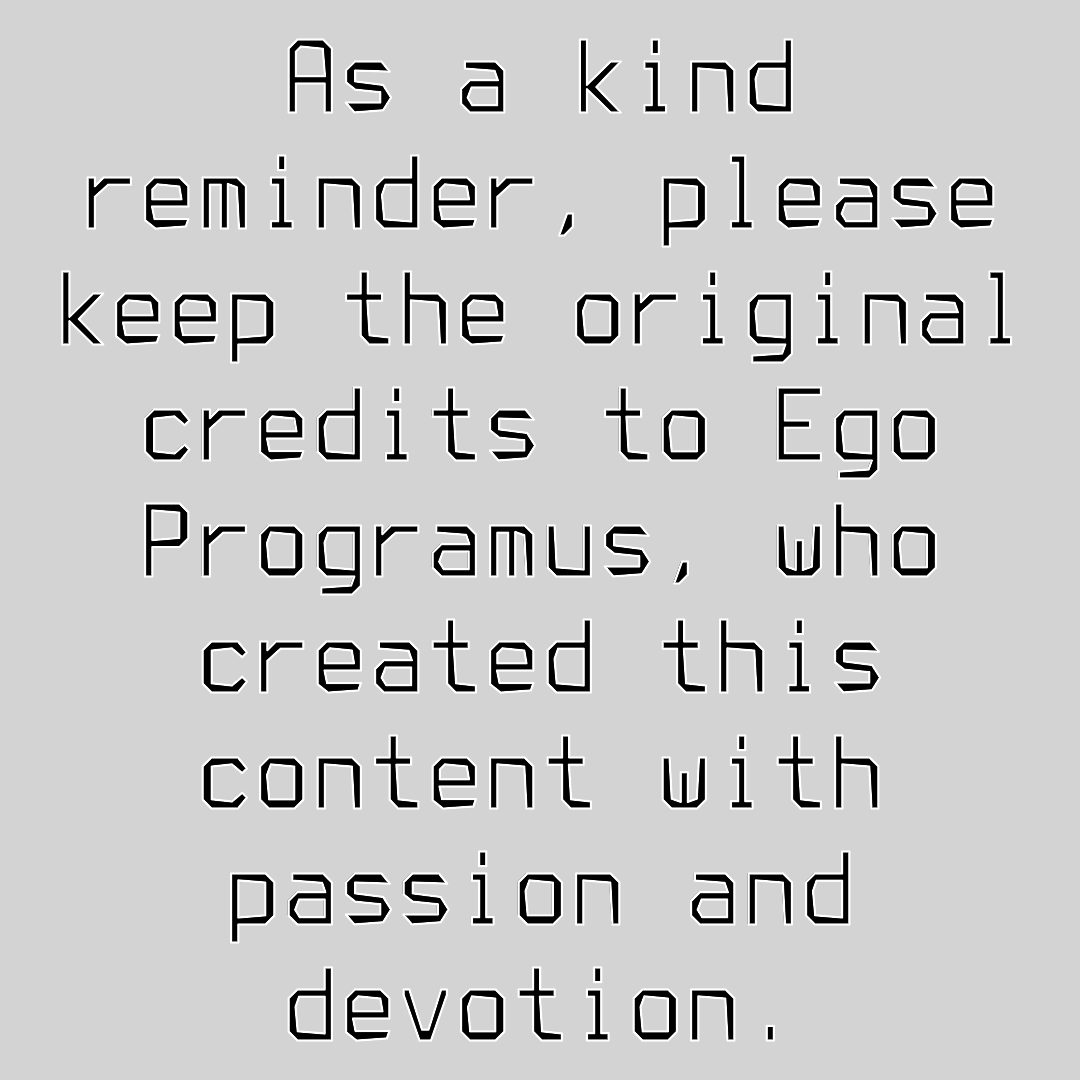 As a kind
reminder, please
keep the original
credits to Ego
Programus, who
created this
content with
passion and
devotion.